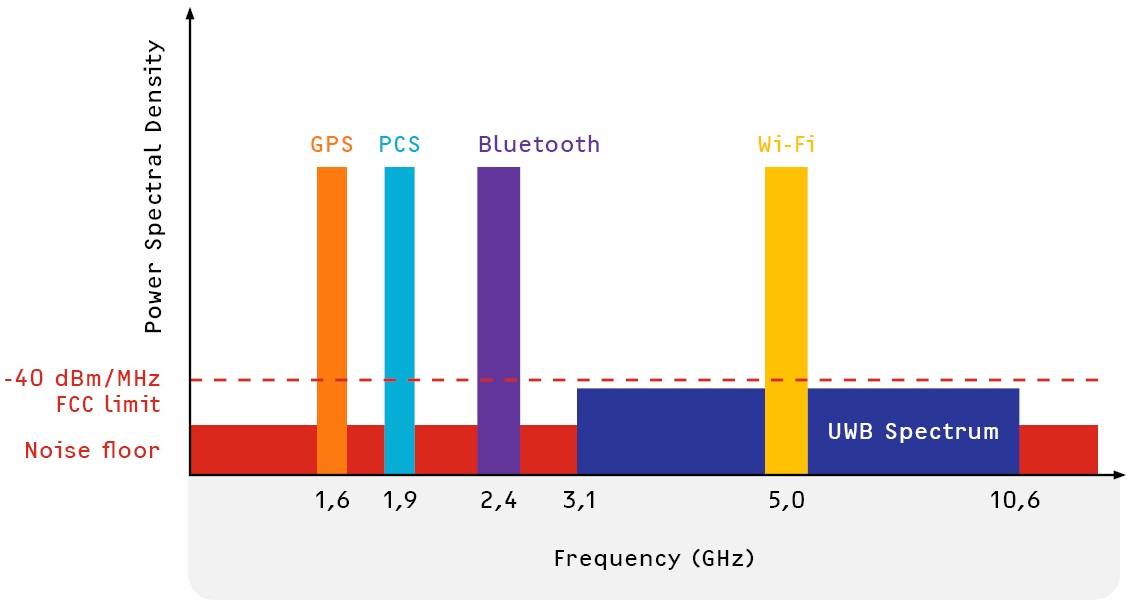 Power Spectral Density
GPS
PCS
Bluetooth
Wi-Fi
-40 dBm/MHz
FCC limit
Noise floor
UWB Spectrum
1,6
1,9
2,4
3,1
5,0
10,6
Frequency (GHz)